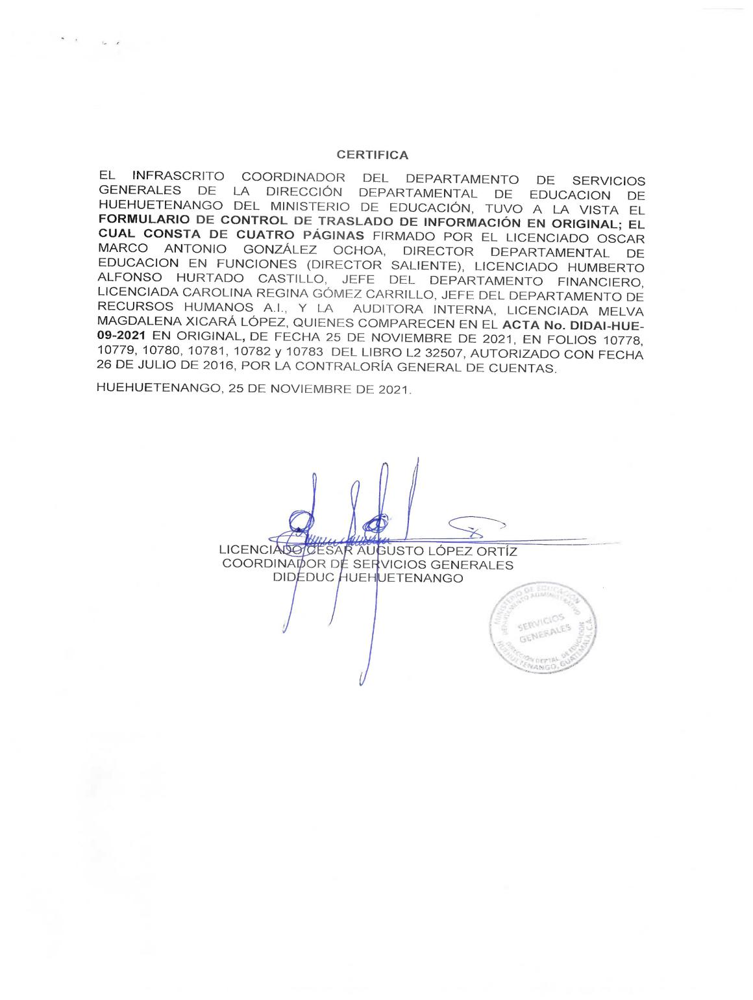 CERTIFICA
EL INFRASCRITO COORDINADOR DEL DEPARTAMENTO DE SERVICIOS
GENERALES DE LA DIRECCIÓN DEPARTAMENTAL DE EDUCACION DE
HUEHUETENANGO DEL MINISTERIO DE EDUCACIÓN, TUVO A LA VISTA EL
FORMULARIO DE CONTROL DE TRASLADO DE INFORMACIÓN EN ORIGINAL; EL
CUAL CONSTA DE CUATRO PÁGINAS FIRMADO POR EL LICENCIADO OSCAR
MARCO ANTONIO GONZÁLEZ OCHOA, DIRECTOR DEPARTAMENTAL DE
EDUCACION EN FUNCIONES (DIRECTOR SALIENTE), LICENCIADO HUMBERTO
ALFONSO HURTADO CASTILLO, JEFE DEL DEPARTAMENTO FINANCIERO,
LICENCIADA CAROLINA REGINA GÓMEZ CARRILLO, JEFE DEL DEPARTAMENTO DE
RECURSOS HUMANOS A.I., Y LA AUDITORA INTERNA, LICENCIADA MELVA
MAGDALENA XICARÁ LÓPEZ, QUIENES COMPARECEN EN EL ACTA No. DIDAI-HUE-
09-2021 EN ORIGINAL, DE FECHA 25 DE NOVIEMBRE DE 2021, EN FOLIOS 10778,
10779, 10780, 10781, 10782 y 10783 DEL LIBRO L2 32507, AUTORIZADO CON FECHA
26 DE JULIO DE 2016, POR LA CONTRALORÍA GENERAL DE CUENTAS.
HUEHUETENANGO, 25 DE NOVIEMBRE DE 2021.
LICENCIADO CESAR AUGUSTO LÓPEZ ORTÍZ
COORDINADOR DE SERVICIOS GENERALES
DIDEDUC HUEHUETENANGO
MINISTERIO DE EDUCACIÓN
DEPARTAMENTO ADMINISTRATIVO
SERVICIOS
GENERALES
DIRECCIÓN DEPTAL. DE EDUCACIÓN
HUEHUETENANGO, GUATEMALA, C.A.